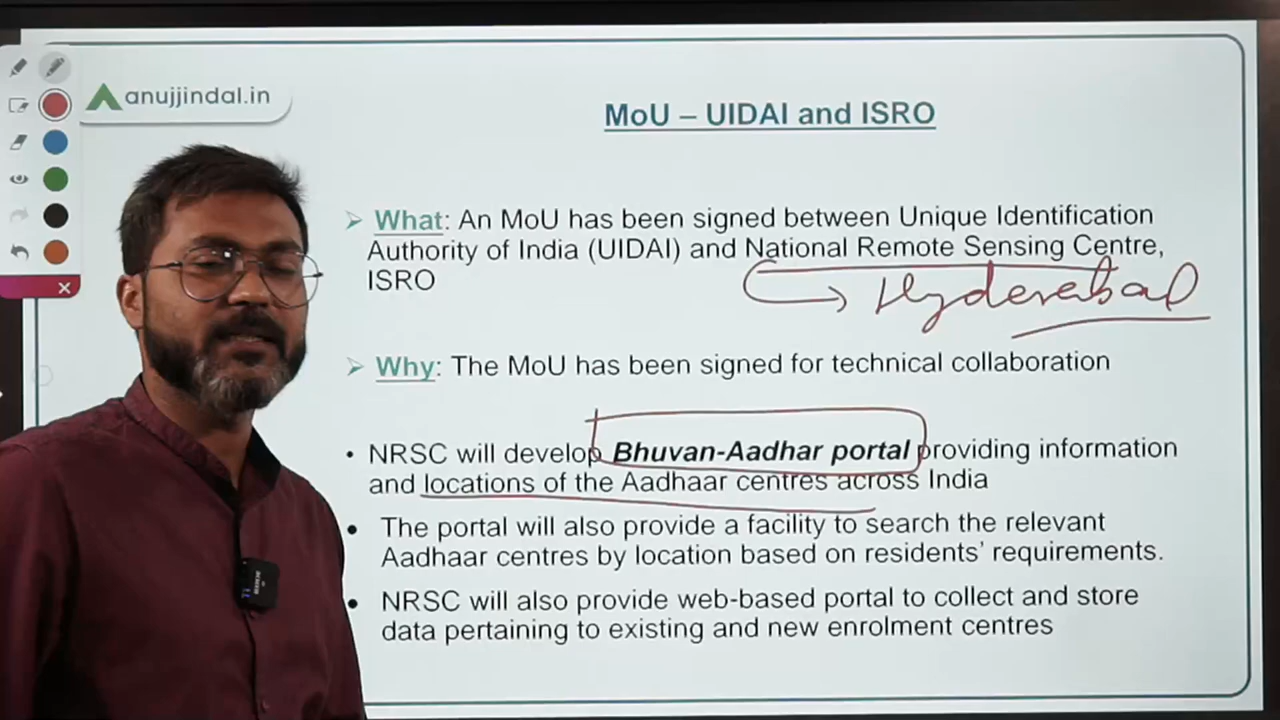 anujjindal.in
MoU – UIDAI and ISRO
➢ What: An MoU has been signed between Unique Identification
Authority of India (UIDAI) and National Remote Sensing Centre,
ISRO
Hyderabad
➢ Why: The MoU has been signed for technical collaboration
• NRSC will develop Bhuvan-Aadhar portal providing information
and locations of the Aadhaar centres across India
• The portal will also provide a facility to search the relevant
Aadhaar centres by location based on residents' requirements.
• NRSC will also provide web-based portal to collect and store
data pertaining to existing and new enrolment centres